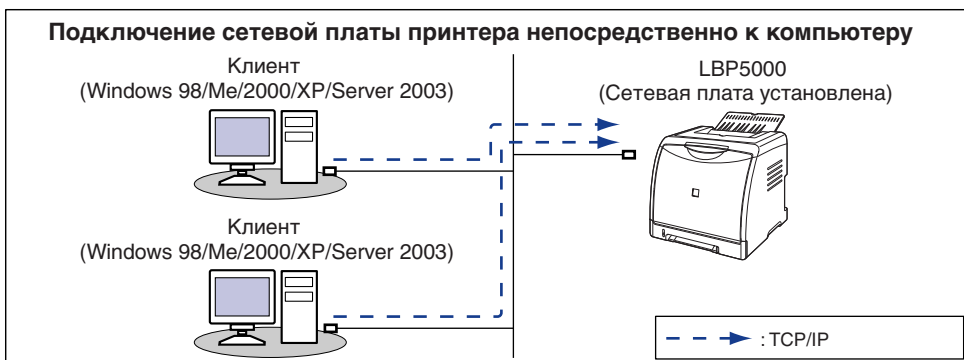 Подключение сетевой платы принтера непосредственно к компьютеру
Клиент
(Windows 98/Me/2000/XP/Server 2003)
LBP5000
(Сетевая плата установлена)
Клиент
(Windows 98/Me/2000/XP/Server 2003)
: TCP/IP